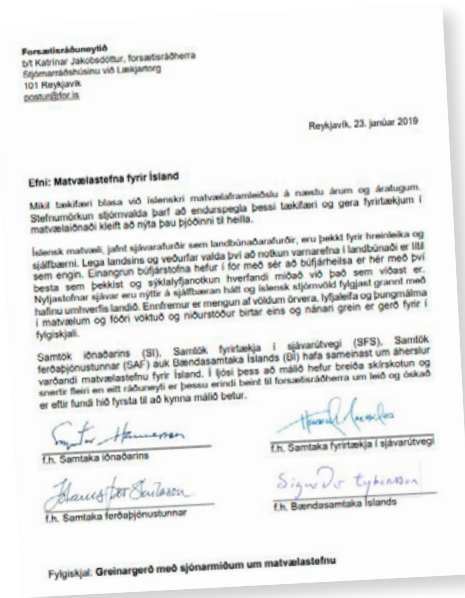 Forsætisráðuneytið
b/t Katrínar Jakobsdóttur, forsætisráðherra
Stjórnarráðshúsinu við Lækjartorg
101 Reykjavík
postur@for.is
Reykjavík, 23. janúar 2019
Efni: Matvælastefna fyrir Ísland
Mikil tækifæri blasa við íslenskri matvælaframleiðslu á næstu árum og áratugum.
Stefnumörkun stjórnvalda þarf að endurspegla þessi tækifæri og gera fyrirtækjum í
matvælaiðnaði kleift að nýta þau þjóðinni til heilla.
Íslensk matvæli, jafnt sjávarafurðir sem landbúnaðarafurðir, eru þekkt fyrir hreinleika og
sjálfbærni. Lega landsins og veðurfar valda því að notkun varnarefna í landbúnaði er lítil
sem engin. Einangrun búfjárstofna hefur í för með sér að búfjárheilsa er hér með því
besta sem þekkist og sýklalyfjanotkun hverfandi miðað við það sem víðast er.
Nytjastofnar sjávar eru nýttir á sjálfbæran hátt og íslensk stjórnvöld fylgjast grannt með
hafinu umhverfis landið. Ennfremur er mengun af völdum örvera, lyfjaleifa og þungmálma
í matvælum og fóðri vöktuð og niðurstöður birtar eins og nánari grein er gerð fyrir í
fylgiskjali.
Samtök iðnaðarins (SI), Samtök fyrirtækja í sjávarútvegi (SFS), Samtök
ferðaþjónustunnar (SAF) auk Bændasamtaka Íslands (BÍ) hafa sameinast um áherslur
varðandi matvælastefnu fyrir Ísland. Í ljósi þess að málið hefur breiða skírskotun og
snertir fleiri en eitt ráðuneyti er þessu erindi beint til forsætisráðherra um leið og óskað
er eftir fundi hið fyrsta til að kynna málið betur.
f.h. Samtaka iðnaðarins
f.h. Samtaka fyrirtækja í sjávarútvegi
f.h. Samtaka ferðaþjónustunnar
f.h. Bændasamtaka Íslands
Fylgiskjal: Greinargerð með sjónarmiðum um matvælastefnu